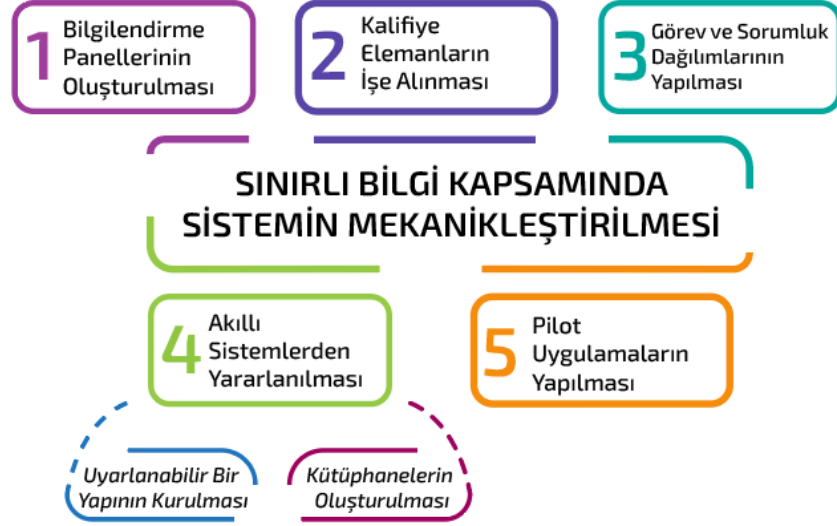 1 Bilgilendirme
Panellerinin
Oluşturulması
2 Kalifiye
Elemanların
İşe Alınması
3 Görev ve Sorumluk
Dağılımlarının
Yapılması
SINIRLI BİLGİ KAPSAMINDA
SİSTEMİN MEKANİKLEŞTİRİLMESİ
4 Akıllı
Sistemlerden
Yararlanılması
5 Pilot
Uygulamaların
Yapılması
Uyarlanabilir Bir
Yapının Kurulması
Kütüphanelerin
Oluşturulması